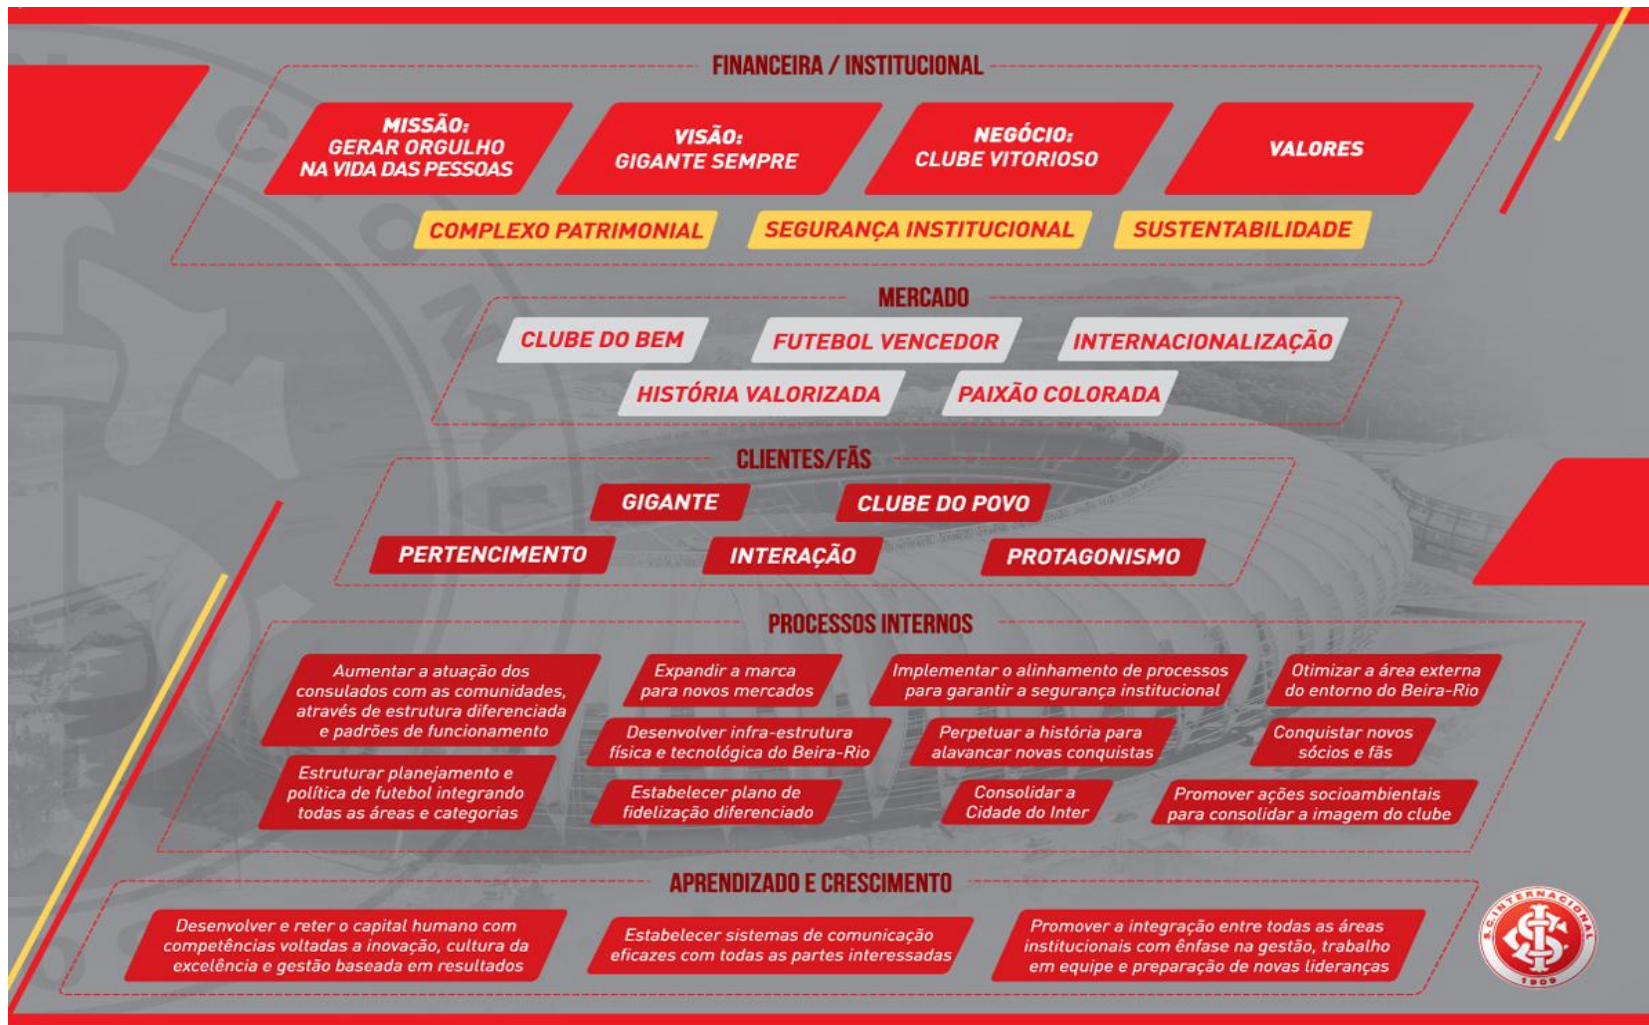 FINANCEIRA / INSTITUCIONAL
MISSÃO:
GERAR ORGULHO
NA VIDA DAS PESSOAS
VISÃO:
GIGANTE SEMPRE
NEGÓCIO:
CLUBE VITORIOSO
VALORES
COMPLEXO PATRIMONIAL
SEGURANÇA INSTITUCIONAL
SUSTENTABILIDADE
MERCADO
CLUBE DO BEM
FUTEBOL VENCEDOR
INTERNACIONALIZAÇÃO
HISTÓRIA VALORIZADA
PAIXÃO COLORADA
CLIENTES/FÃS
GIGANTE
CLUBE DO POVO
PERTENCIMENTO
INTERAÇÃO
PROTAGONISMO
PROCESSOS INTERNOS
Aumentar a atuação dos
consulados com as comunidades,
através de estrutura diferenciada
e padrões de funcionamento
Expandir a marca
para novos mercados
Implementar o alinhamento de processos
para garantir a segurança institucional
Otimizar a área externa
do entorno do Beira-Rio
Desenvolver infra-estrutura
física e tecnológica do Beira-Rio
Perpetuar a história para
alavancar novas conquistas
Conquistar novos
sócios e fãs
Estruturar planejamento e
política de futebol integrando
todas as áreas e categorias
Estabelecer plano de
fidelização diferenciado
Consolidar a
Cidade do Inter
Promover ações socioambientais
para consolidar a imagem do clube
APRENDIZADO E CRESCIMENTO
Desenvolver e reter o capital humano com
competências voltadas a inovação, cultura da
excelência e gestão baseada em resultados
Estabelecer sistemas de comunicação
eficazes com todas as partes interessadas
Promover a integração entre todas as áreas
institucionais com ênfase na gestão, trabalho
em equipe e preparação de novas lideranças
S.C. INTERNACIONAL
1909